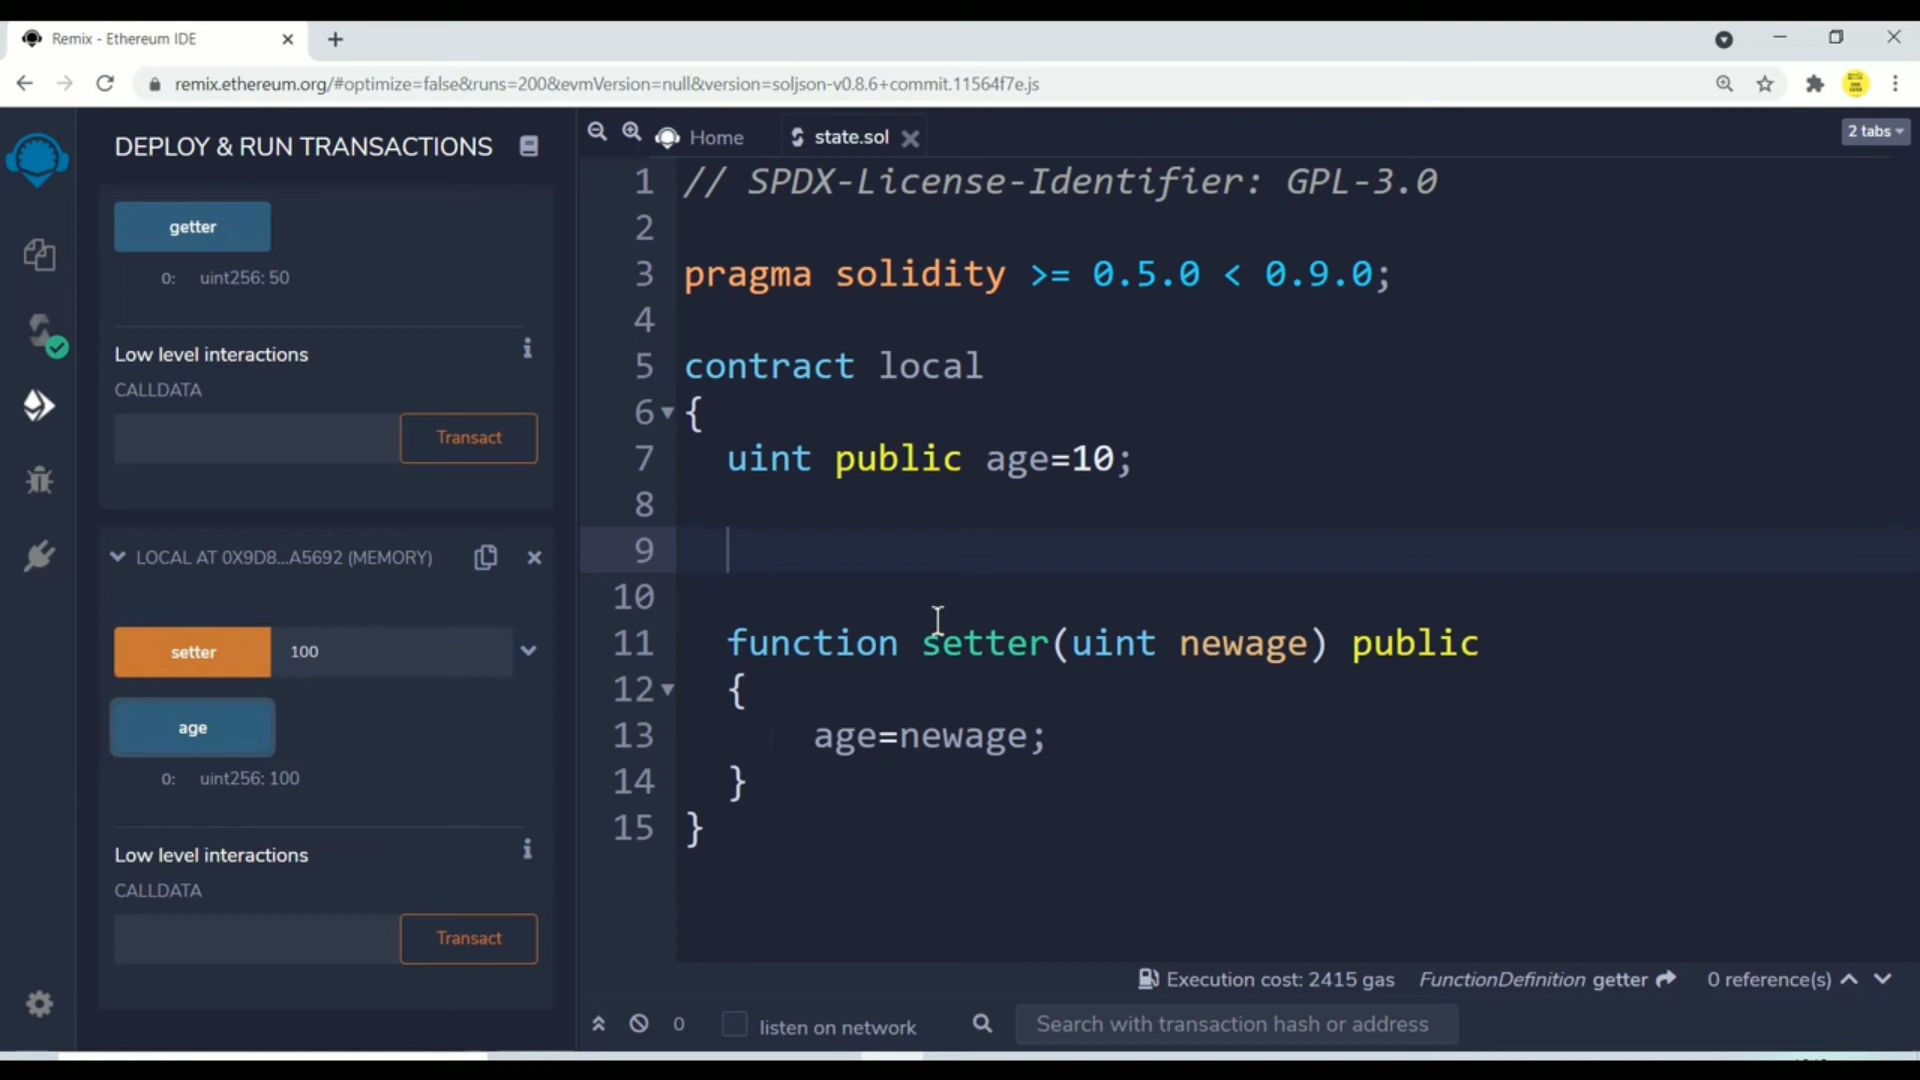 Remix - Ethereum IDE
remix.ethereum.org/#optimize=false&runs=200&evmVersion=null&version=soljson-v0.8.6+commit.11564f7e.js
DEPLOY & RUN TRANSACTIONS
getter
0: uint256: 50
Low level interactions
CALLDATA
Transact
LOCAL AT 0X9D8...A5692 (MEMORY)
setter 100
age
0: uint256: 100
Low level interactions
CALLDATA
Transact
Home state.sol 2 tabs
1 // SPDX-License-Identifier: GPL-3.0
2
3 pragma solidity >= 0.5.0 < 0.9.0;
4
5 contract local
6 {
7 uint public age=10;
8
9
10
11 function setter(uint newage) public
12 {
13 age=newage;
14 }
15 }
Execution cost: 2415 gas FunctionDefinition getter 0 reference(s)
0 listen on network Search with transaction hash or address